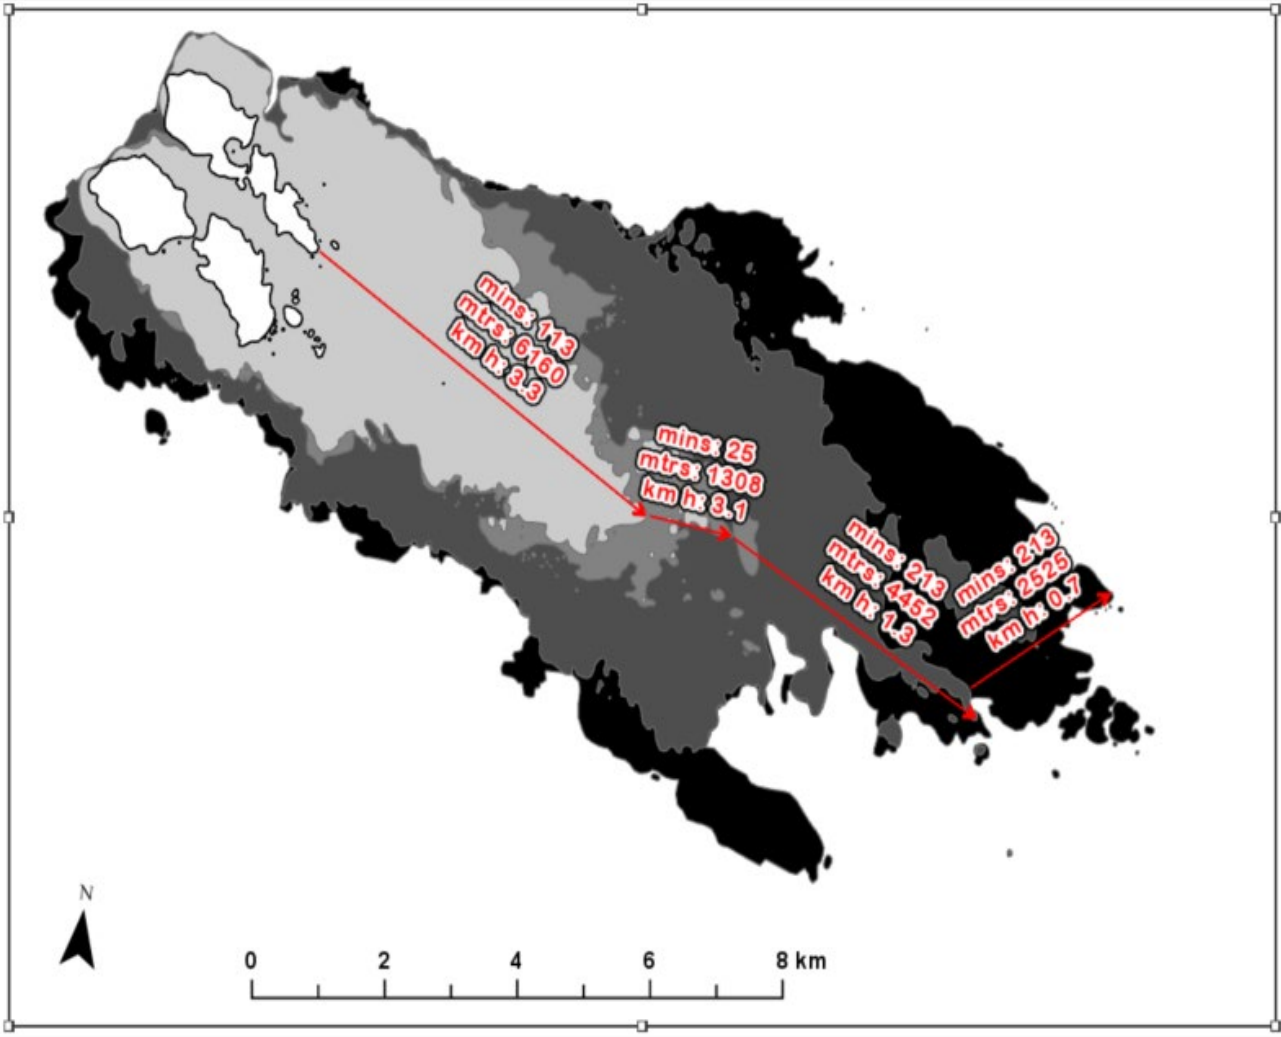 mins: 113
mtrs: 6160
km h: 3.3
mins: 25
mtrs: 1308
km h: 3.1
mins: 213
mtrs: 4452
km h: 1.3
mins: 213
mtrs: 2525
km h: 0.7
N
0 2 4 6 8 km